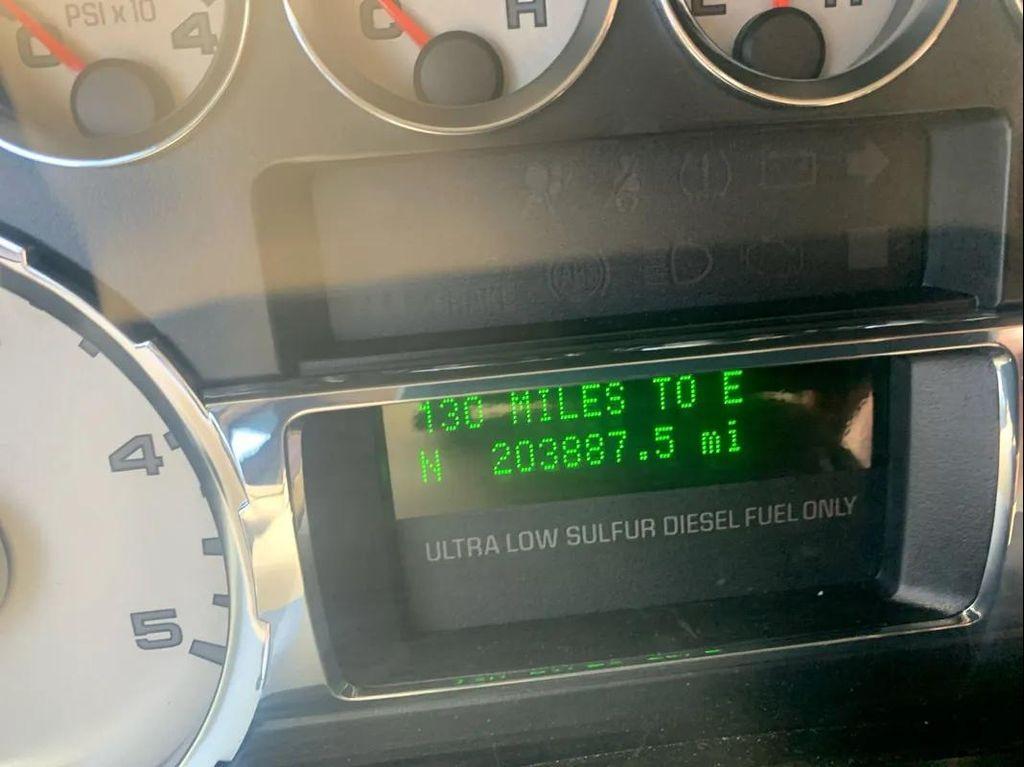 PSI x 10
C 4
C H
E H
130 MILES TO E
N 203887.5 mi
ULTRA LOW SULFUR DIESEL FUEL ONLY
4
5